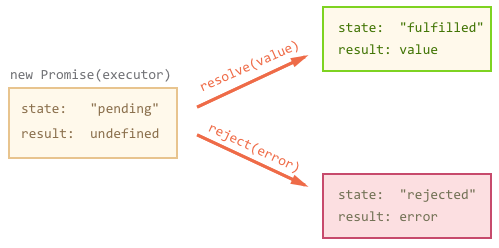 new Promise(executor)
state: "pending"
result: undefined
resolve(value)
reject(error)
state: "fulfilled"
result: value
state: "rejected"
result: error